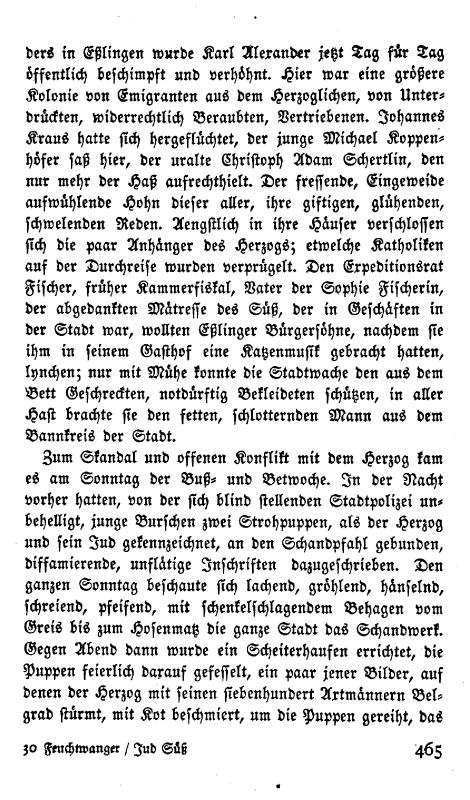 ders in Eßlingen wurde Karl Alexander jetzt Tag für Tag
öffentlich beschimpft und verhöhnt. Hier war eine größere
Kolonie von Emigranten aus dem Herzoglichen, von Unter-
drückten, widerrechtlich Beraubten, Vertriebenen. Johannes
Kraus hatte sich hergeflüchtet, der junge Michael Koppen-
höfer saß hier, der uralte Christoph Adam Schertlin, den
nur mehr der Haß aufrechthielt. Der fressende, Eingeweide
aufwühlende Hohn dieser aller, ihre giftigen, glühenden,
schwelenden Reden. Aengstlich in ihre Häuser verschlossen
sich die paar Anhänger des Herzogs; etwelche Katholiken
auf der Durchreise wurden verprügelt. Den Expeditionsrat
Fischer, früher Kammerfiskal, Vater der Sophie Fischerin,
der abgedankten Mätresse des Süß, der in Geschäften in
der Stadt war, wollten Eßlinger Bürgersöhne, nachdem sie
ihm in seinem Gasthof eine Katzenmusik gebracht hatten,
lynchen; nur mit Mühe konnte die Stadtwache den aus dem
Bett Geschreckten, notdürftig Bekleideten schützen, in aller
Hast brachte sie den fetten, schlotternden Mann aus dem
Bannkreis der Stadt.
Zum Skandal und offenen Konflikt mit dem Herzog kam
es am Sonntag der Buß- und Betwoche. In der Nacht
vorher hatten, von der sich blind stellenden Stadtpolizei un-
behelligt, junge Burschen zwei Strohpuppen, als der Herzog
und sein Jud gekennzeichnet, an den Schandpfahl gebunden,
diffamierende, unflätige Inschriften dazugeschrieben. Den
ganzen Sonntag beschaute sich lachend, gröhlend, hänselnd,
schreiend, pfeifend, mit schenkelschlagendem Behagen vom
Greis bis zum Hosenmatz die ganze Stadt das Schandwerk.
Gegen Abend dann wurde ein Scheiterhaufen errichtet, die
Puppen feierlich darauf gefesselt, ein paar jener Bilder, auf
denen der Herzog mit seinen siebenhundert Axtmännern Bel-
grad stürmt, mit Kot beschmiert, um die Puppen gereiht, das
30 Feuchtwanger / Jud Süß 465